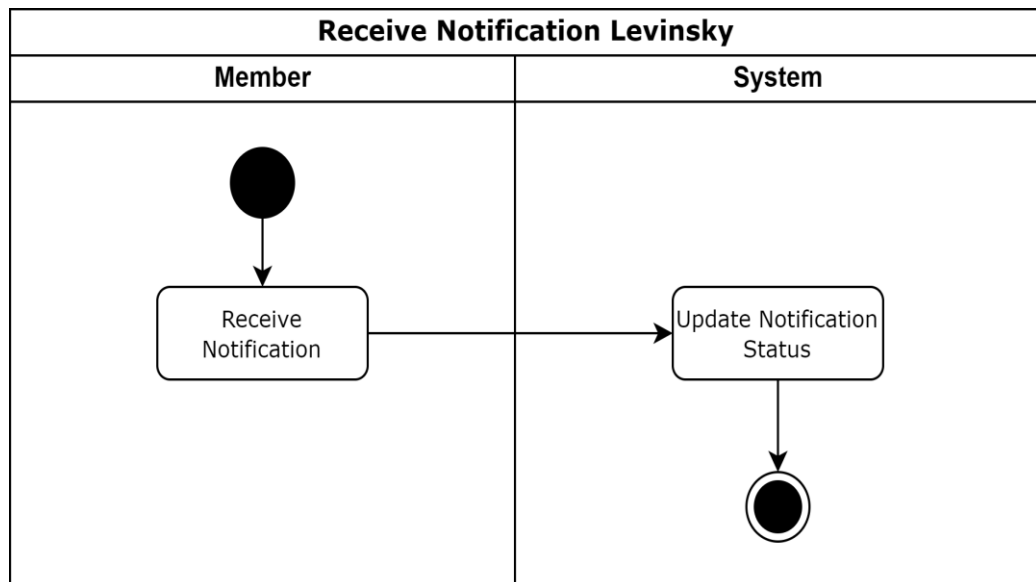 Receive Notification Levinsky
Member
System
Receive
Notification
Update Notification
Status